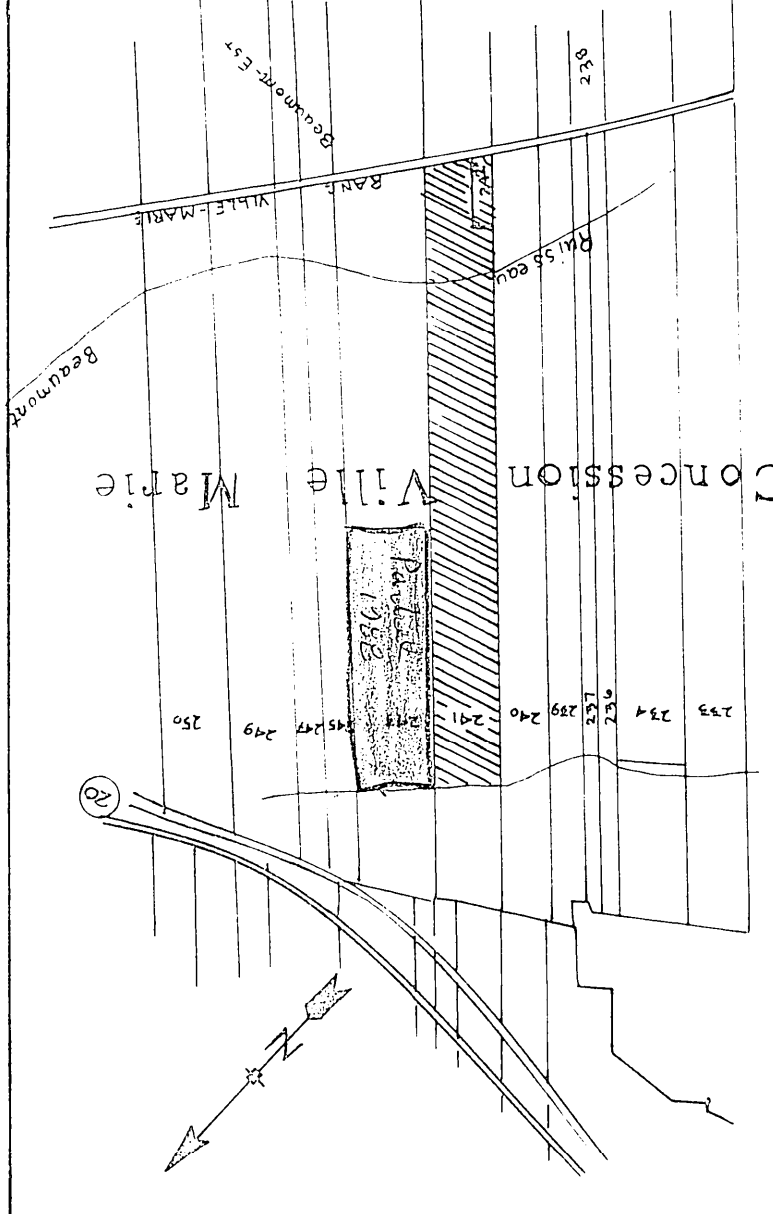 N
20
233 234 236 237 239 240 241 245 247 249 250
Partie
Concession Ville Marie
Ruisseau Beaumont
RANG VILLE-MARIE
Beaumont-Est
238